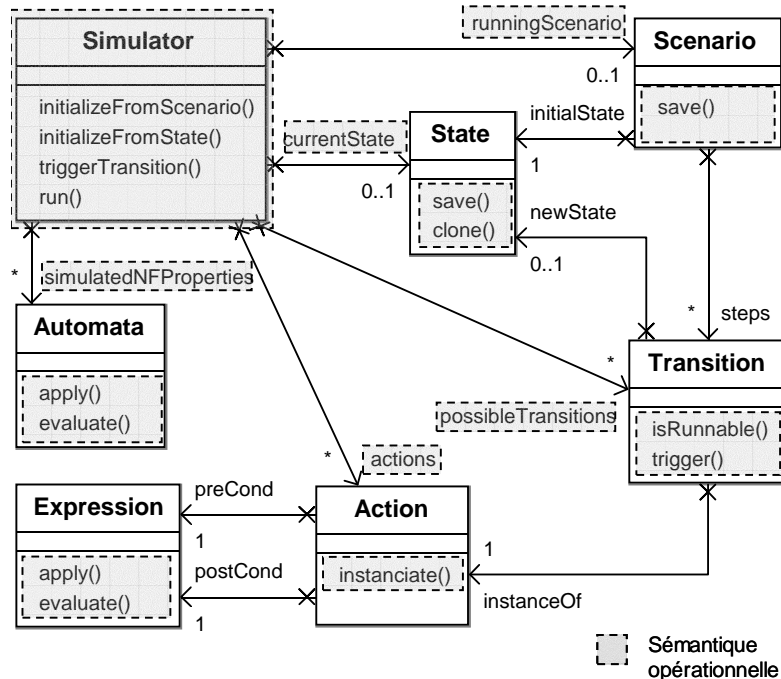 Simulator
initializeFromScenario()
initializeFromState()
triggerTransition()
run()
runningScenario
0..1
Scenario
save()
currentState
0..1
State
save()
clone()
initialState
1
newState
0..1
*
simulatedNFProperties
Automata
apply()
evaluate()
*
steps
*
possibleTransitions
Transition
isRunnable()
trigger()
*
actions
Expression
apply()
evaluate()
preCond
1
postCond
1
Action
instanciate()
1
instanceOf
Sémantique
opérationnelle